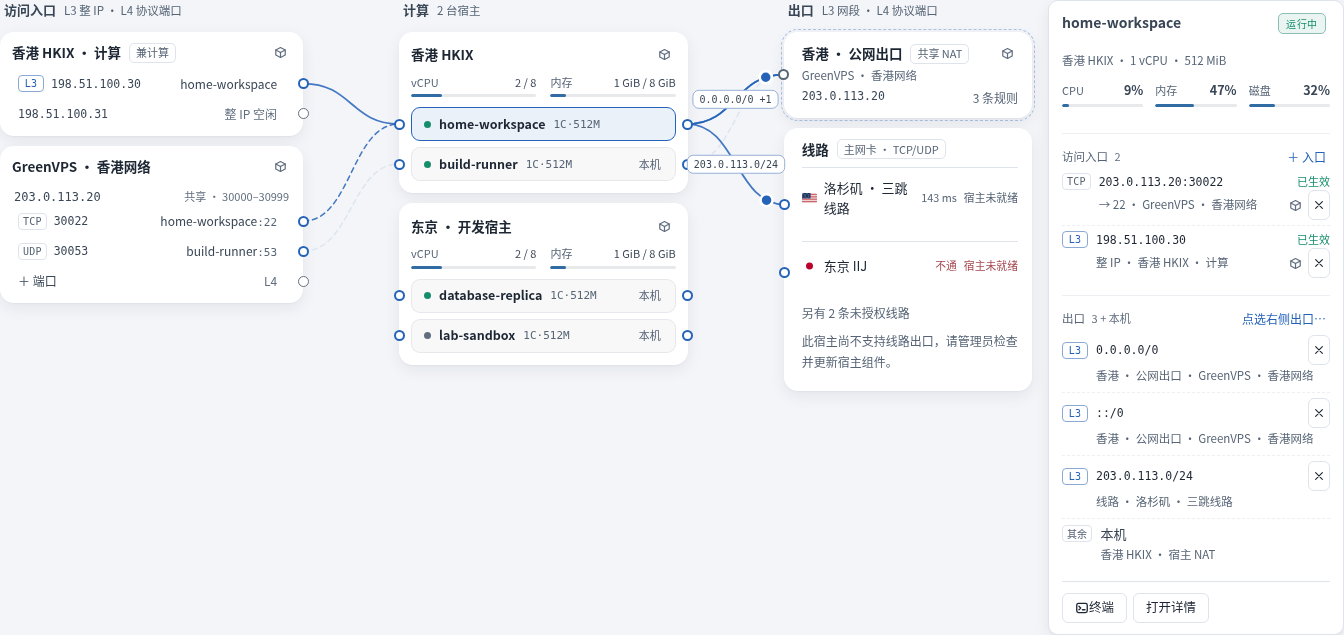 访问入口 L3 整 IP · L4 协议端口
香港 HKIX · 计算 兼计算
L3 198.51.100.30 home-workspace
198.51.100.31 整 IP 空闲
GreenVPS · 香港网络
203.0.113.20 共享 · 30000–30999
TCP 30022 home-workspace:22
UDP 30053 build-runner:53
＋ 端口 L4
计算 2 台宿主
香港 HKIX
vCPU 2 / 8 内存 1 GiB / 8 GiB
home-workspace 1C·512M
build-runner 1C·512M 本机
东京 · 开发宿主
vCPU 2 / 8 内存 1 GiB / 8 GiB
database-replica 1C·512M 本机
lab-sandbox 1C·512M 本机
0.0.0.0/0 +1
203.0.113.0/24
出口 L3 网段 · L4 协议端口
香港 · 公网出口 共享 NAT
GreenVPS · 香港网络
203.0.113.20 3 条规则
线路 主网卡 · TCP/UDP
洛杉矶 · 三跳
线路
143 ms 宿主未就绪
东京 IIJ 不通 宿主未就绪
另有 2 条未授权线路
此宿主尚不支持线路出口，请管理员检查
并更新宿主组件。
home-workspace 运行中
香港 HKIX · 1 vCPU · 512 MiB
CPU 9% 内存 47% 磁盘 32%
访问入口 2 ＋ 入口
TCP 203.0.113.20:30022 已生效
→ 22 · GreenVPS · 香港网络
L3 198.51.100.30 已生效
整 IP · 香港 HKIX · 计算
出口 3 + 本机 点选右侧出口…
L3 0.0.0.0/0
香港 · 公网出口 · GreenVPS · 香港网络
L3 ::/0
香港 · 公网出口 · GreenVPS · 香港网络
L3 203.0.113.0/24
线路 · 洛杉矶 · 三跳线路
其余 本机
香港 HKIX · 宿主 NAT
终端 打开详情